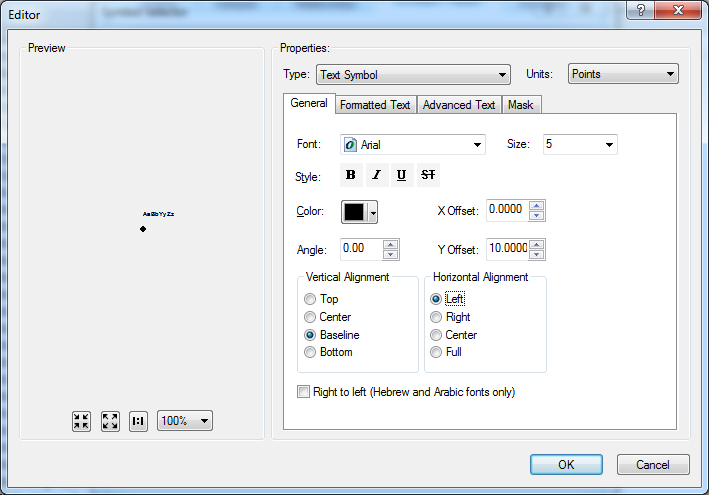 Editor
Symbol Selector
Preview
AaBbYyZz
100%
Properties:
Type: Text Symbol Units: Points
General Formatted Text Advanced Text Mask
Font: Arial Size: 5
Style: B I U ST
Color: X Offset: 0.0000
Angle: 0.00 Y Offset: 10.0000
Vertical Alignment Horizontal Alignment
Top Left
Center Right
Baseline Center
Bottom Full
Right to left (Hebrew and Arabic fonts only)
OK Cancel